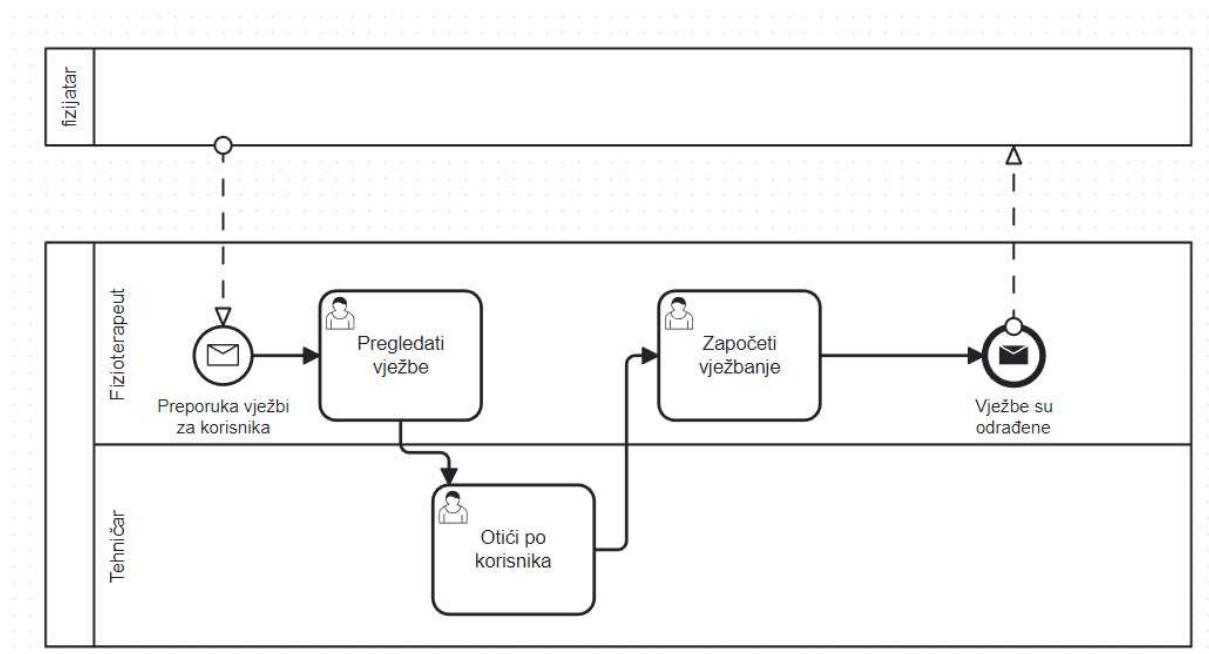 fizijatar
Fizioterapeut
Preporuka vježbi
za korisnika
Pregledati
vježbe
Započeti
vježbanje
Vježbe su
odrađene
Tehničar
Otići po
korisnika